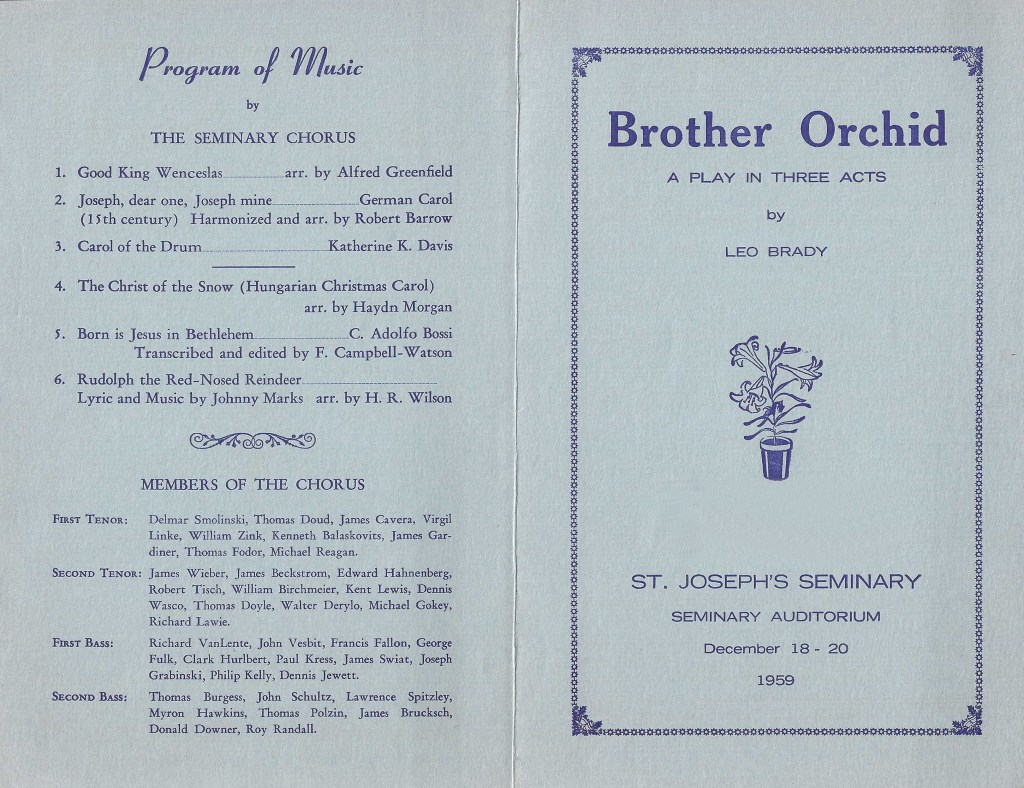 Program of Music
by
THE SEMINARY CHORUS
1. Good King Wenceslas arr. by Alfred Greenfield
2. Joseph, dear one, Joseph mine German Carol
(15th century) Harmonized and arr. by Robert Barrow
3. Carol of the Drum Katherine K. Davis
4. The Christ of the Snow (Hungarian Christmas Carol)
arr. by Haydn Morgan
5. Born is Jesus in Bethlehem C. Adolfo Bossi
Transcribed and edited by F. Campbell-Watson
6. Rudolph the Red-Nosed Reindeer
Lyric and Music by Johnny Marks arr. by H. R. Wilson
MEMBERS OF THE CHORUS
FIRST TENOR: Delmar Smolinski, Thomas Doud, James Cavera, Virgil
Linke, William Zink, Kenneth Balaskovits, James Gar-
diner, Thomas Fodor, Michael Reagan.
SECOND TENOR: James Wieber, James Beckstrom, Edward Hahnenberg,
Robert Tisch, William Birchmeier, Kent Lewis, Dennis
Wasco, Thomas Doyle, Walter Derylo, Michael Gokey,
Richard Lawie.
FIRST BASS: Richard VanLente, John Vesbit, Francis Fallon, George
Fulk, Clark Hurlbert, Paul Kress, James Swiat, Joseph
Grabinski, Philip Kelly, Dennis Jewett.
SECOND BASS: Thomas Burgess, John Schultz, Lawrence Spitzley,
Myron Hawkins, Thomas Polzin, James Brucksch,
Donald Downer, Roy Randall.
Brother Orchid
A PLAY IN THREE ACTS
by
LEO BRADY
ST. JOSEPH'S SEMINARY
SEMINARY AUDITORIUM
December 18 - 20
1959